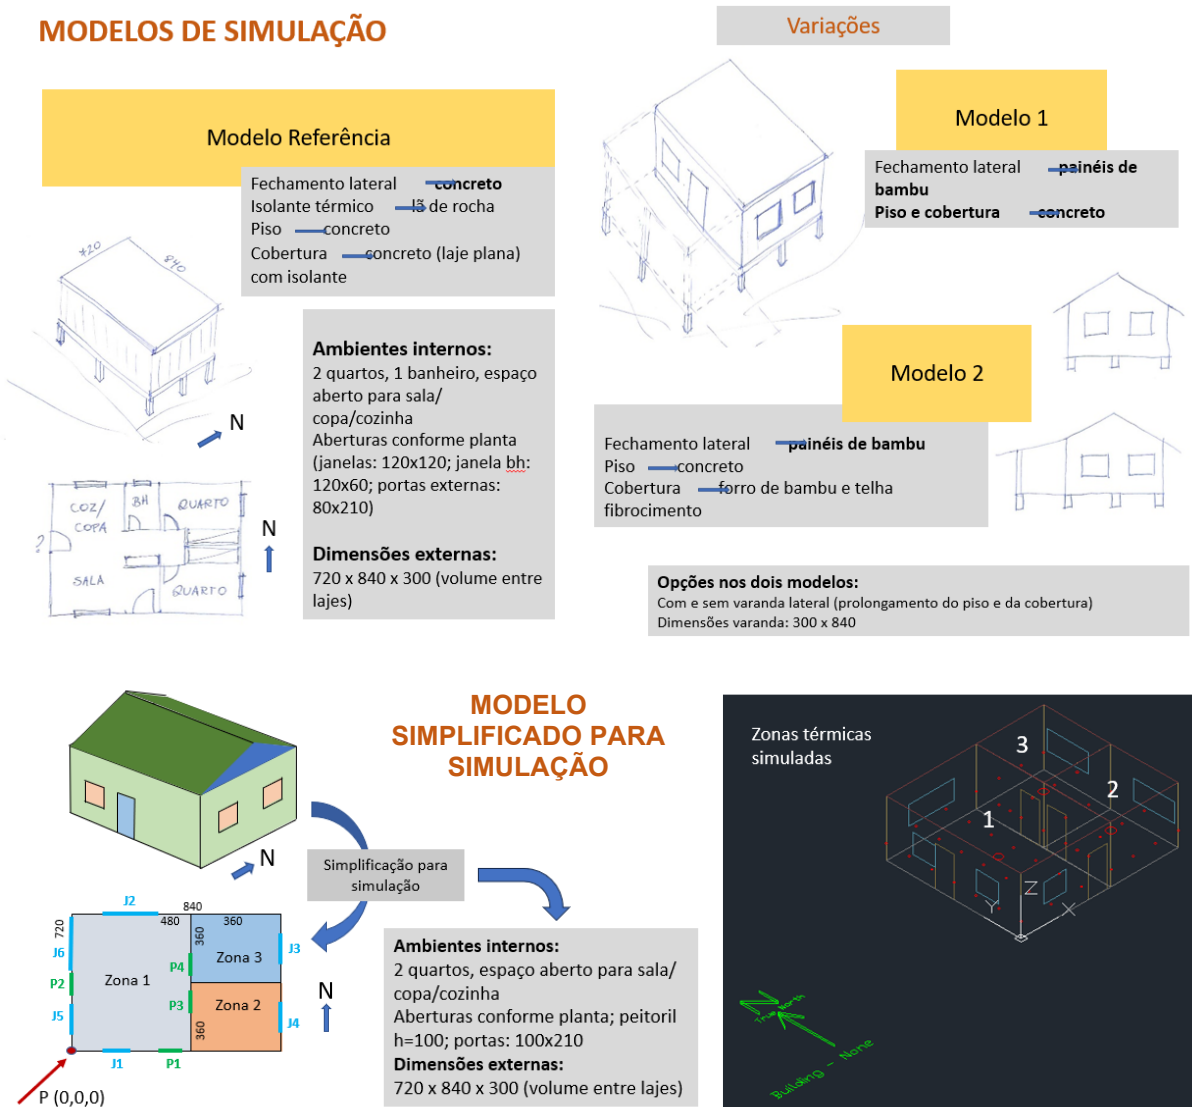 MODELOS DE SIMULAÇÃO
Modelo Referência
Fechamento lateral concreto
Isolante térmico lã de rocha
Piso concreto
Cobertura concreto (laje plana)
com isolante
720
840
N
Ambientes internos:
2 quartos, 1 banheiro, espaço
aberto para sala/
copa/cozinha
Aberturas conforme planta
(janelas: 120x120; janela bh:
120x60; portas externas:
80x210)
Dimensões externas:
720 x 840 x 300 (volume entre
lajes)
COZ/
COPA
BH
QUARTO
?
SALA
QUARTO
N
Variações
Modelo 1
Fechamento lateral painéis de
bambu
Piso e cobertura concreto
Modelo 2
Fechamento lateral painéis de bambu
Piso concreto
Cobertura forro de bambu e telha
fibrocimento
Opções nos dois modelos:
Com e sem varanda lateral (prolongamento do piso e da cobertura)
Dimensões varanda: 300 x 840
MODELO
SIMPLIFICADO PARA
SIMULAÇÃO
N
Simplificação para
simulação
J2
840
480
360
720
360
J6
J3
Zona 3
P4
Zona 1
P2
P3
Zona 2
J5
J4
360
J1
P1
N
P (0,0,0)
Ambientes internos:
2 quartos, espaço aberto para sala/
copa/cozinha
Aberturas conforme planta; peitoril
h=100; portas: 100x210
Dimensões externas:
720 x 840 x 300 (volume entre lajes)
Zonas térmicas
simuladas
3
2
1
Z
Y
X
N
True North
Building - None